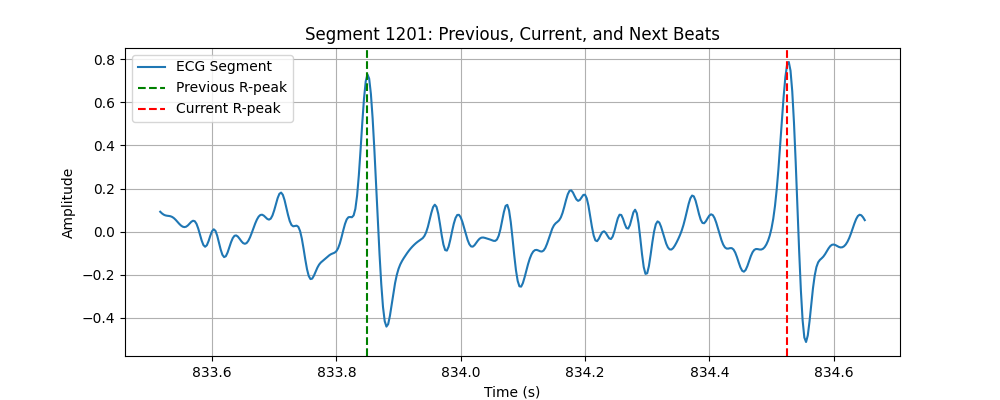 Segment 1201: Previous, Current, and Next Beats
ECG Segment
Previous R-peak
Current R-peak
Amplitude
0.8
0.6
0.4
0.2
0.0
−0.2
−0.4
833.6 833.8 834.0 834.2 834.4 834.6
Time (s)